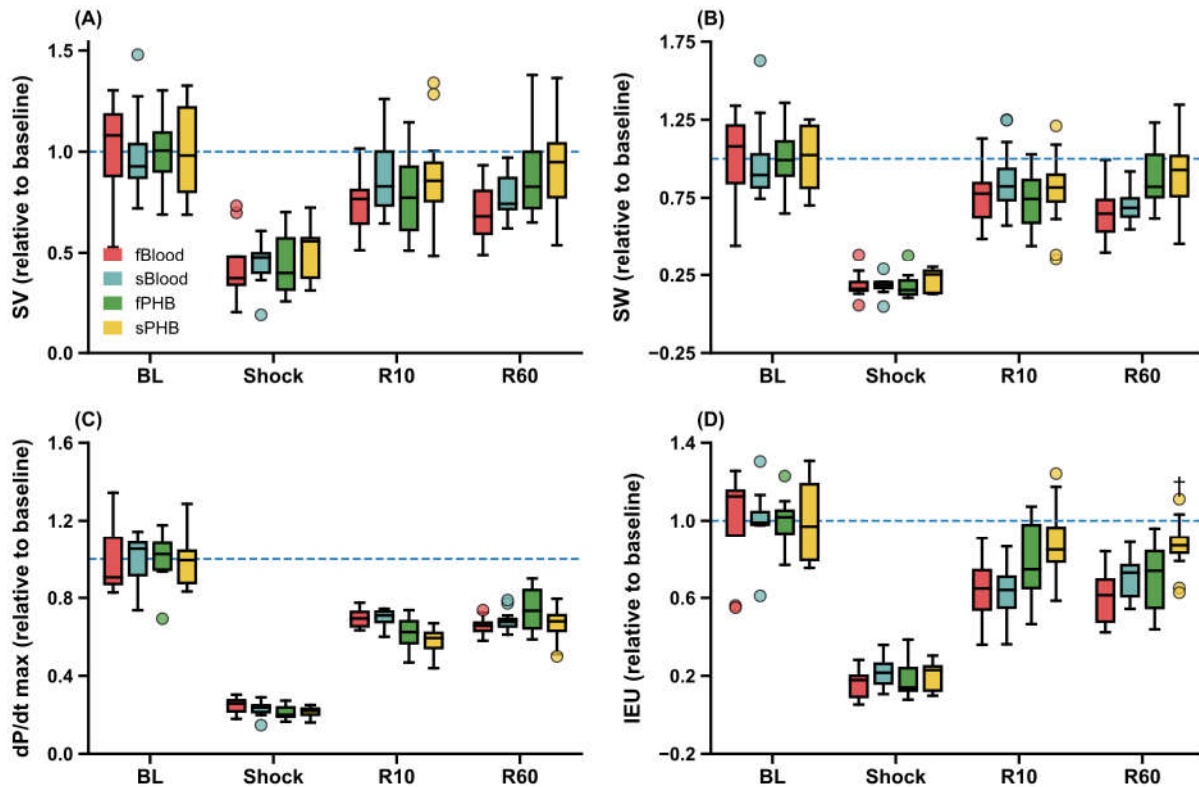 (A)
SV (relative to baseline)
1.5
1.0
0.5
0.0
fBlood
sBlood
fPHB
sPHB
BL Shock R10 R60
(B)
SW (relative to baseline)
1.75
1.25
0.75
0.25
−0.25
BL Shock R10 R60
(C)
dP/dt max (relative to baseline)
1.6
1.2
0.8
0.4
0.0
BL Shock R10 R60
(D)
IEU (relative to baseline)
1.4
1.0
0.6
0.2
−0.2
‡
BL Shock R10 R60